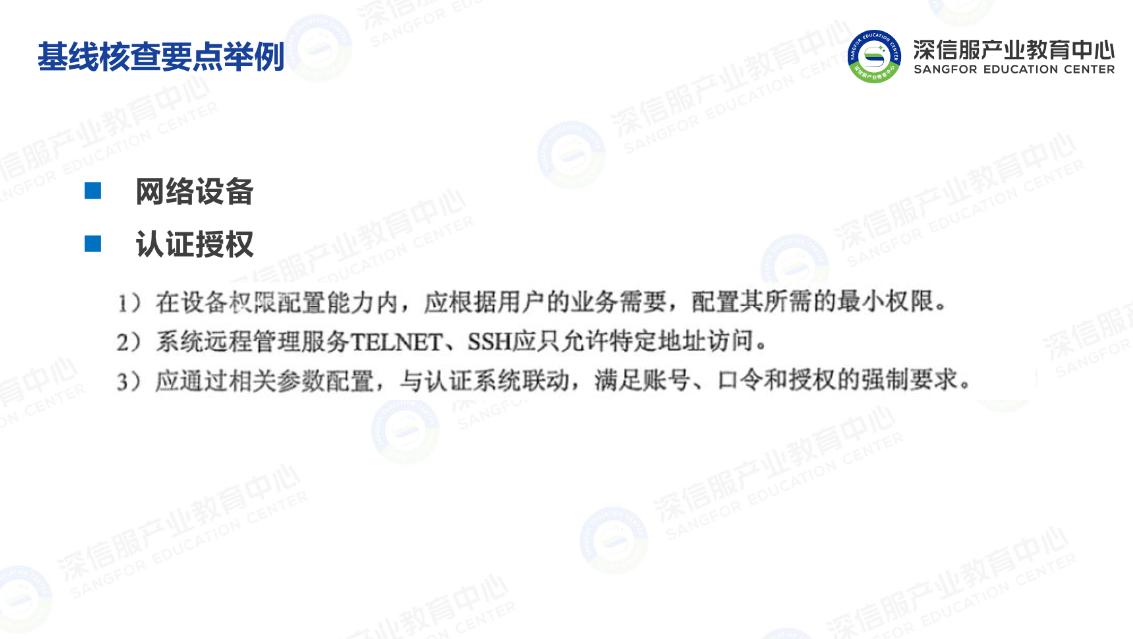 基线核查要点举例
深信服产业教育中心
SANGFOR EDUCATION CENTER
网络设备
认证授权
1）在设备权限配置能力内，应根据用户的业务需要，配置其所需的最小权限。
2）系统远程管理服务TELNET、SSH应只允许特定地址访问。
3）应通过相关参数配置，与认证系统联动，满足账号、口令和授权的强制要求。